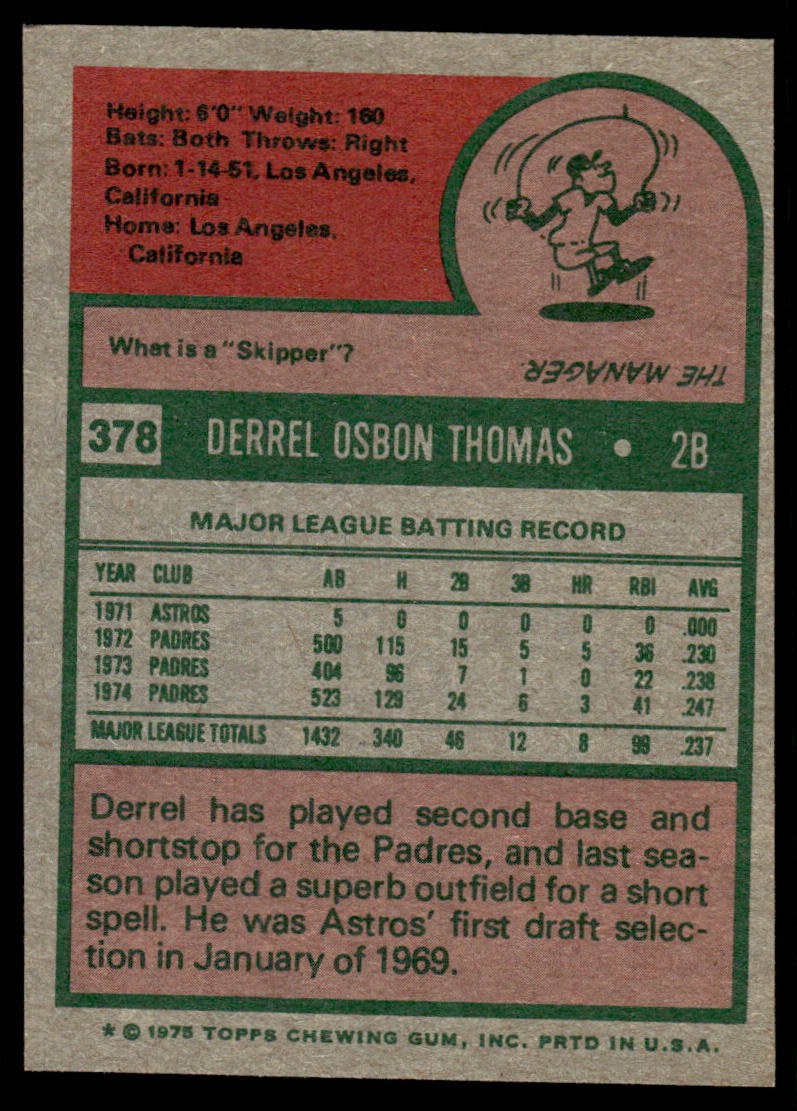 Height: 6'0" Weight: 160
Bats: Both Throws: Right
Born: 1-14-51, Los Angeles,
California
Home: Los Angeles,
California
What is a "Skipper"?
THE MANAGER.
378 DERREL OSBON THOMAS • 2B
MAJOR LEAGUE BATTING RECORD
YEAR CLUB AB H 2B 3B HR RBI AVG
1971 ASTROS 5 0 0 0 0 0 .000
1972 PADRES 500 115 15 5 5 36 .230
1973 PADRES 404 96 7 1 0 22 .238
1974 PADRES 523 129 24 6 3 41 .247
MAJOR LEAGUE TOTALS 1432 340 46 12 8 99 .237
Derrel has played second base and
shortstop for the Padres, and last sea-
son played a superb outfield for a short
spell. He was Astros' first draft selec-
tion in January of 1969.
* © 1975 TOPPS CHEWING GUM, INC. PRTD IN U.S.A.